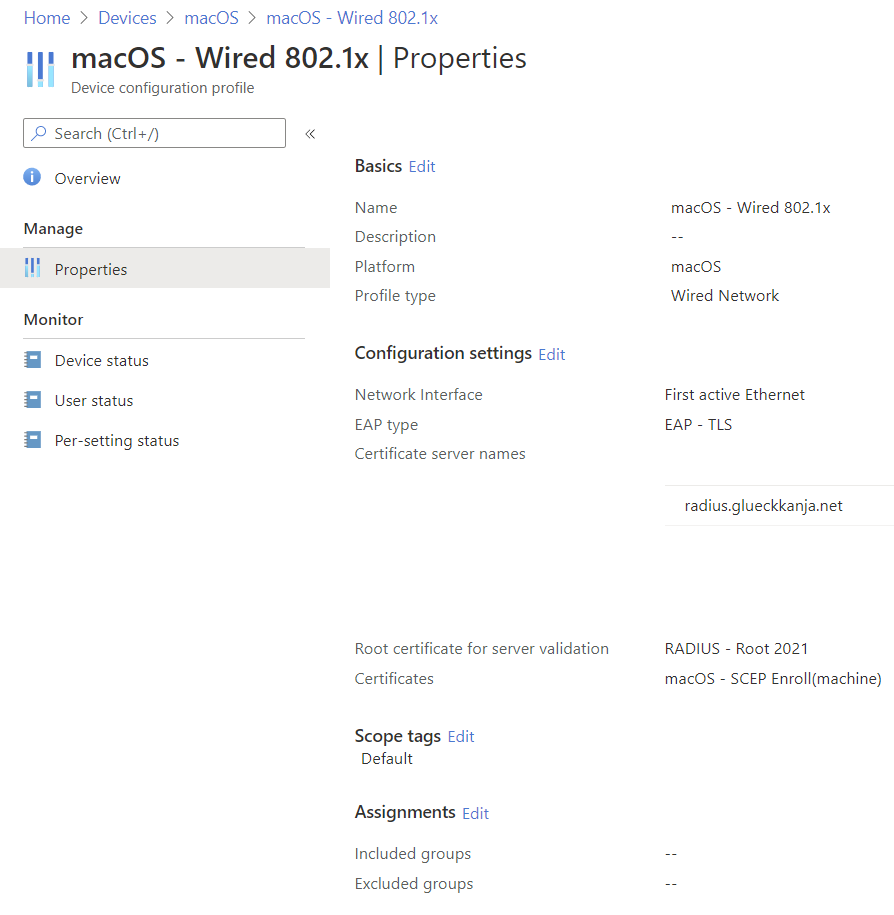 Home > Devices > macOS > macOS - Wired 802.1x
macOS - Wired 802.1x | Properties
Device configuration profile
Search (Ctrl+/)
«
Overview
Manage
Properties
Monitor
Device status
User status
Per-setting status
Basics Edit
Name macOS - Wired 802.1x
Description --
Platform macOS
Profile type Wired Network
Configuration settings Edit
Network Interface First active Ethernet
EAP type EAP - TLS
Certificate server names
radius.glueckkanja.net
Root certificate for server validation RADIUS - Root 2021
Certificates macOS - SCEP Enroll(machine)
Scope tags Edit
Default
Assignments Edit
Included groups --
Excluded groups --